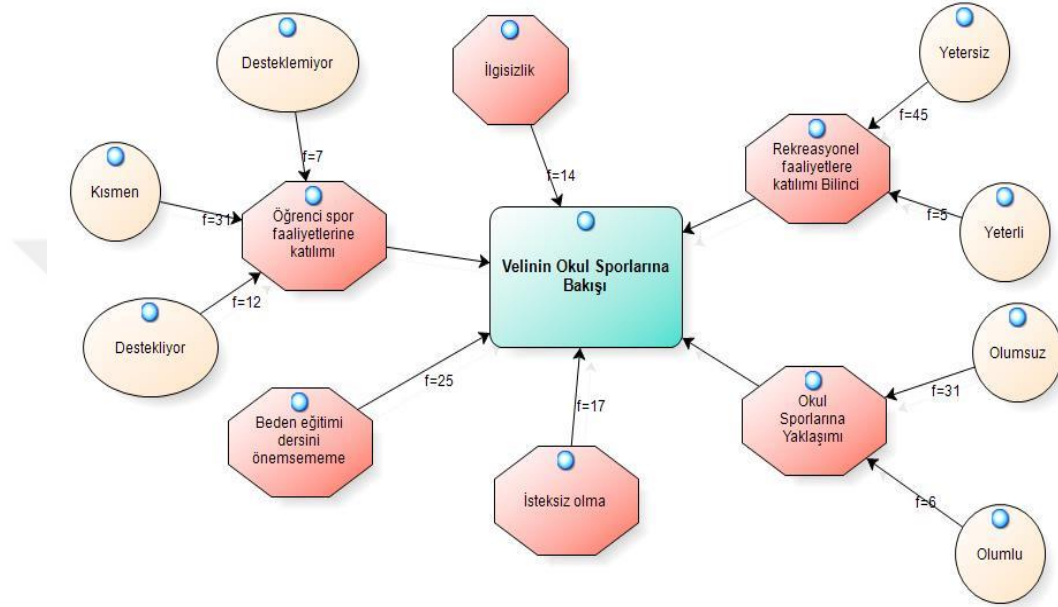 Desteklemiyor
İlgisizlik
Yetersiz
f=45
Kısmen
f=7
f=31
Öğrenci spor
faaliyetlerine
katılımı
f=14
Rekreasyonel
faaliyetlere
katılımı Bilinci
f=5
Yeterli
Velinin Okul Sporlarına
Bakışı
f=12
Destekliyor
Olumsuz
f=31
f=25
Beden eğitimi
dersini
önemsememe
f=17
İsteksiz olma
Okul
Sporlarına
Yaklaşımı
f=6
Olumlu